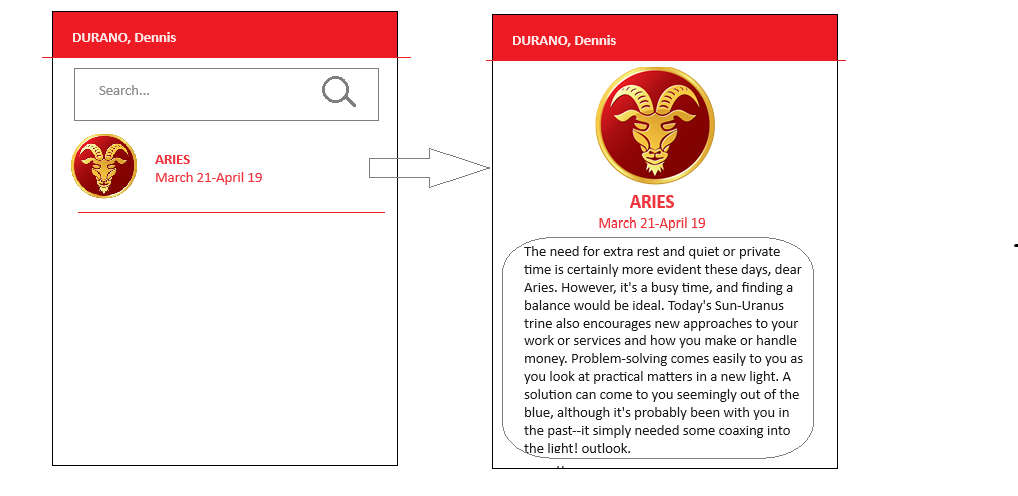 DURANO, Dennis
Search...
ARIES
March 21-April 19
DURANO, Dennis
ARIES
March 21-April 19
The need for extra rest and quiet or private
time is certainly more evident these days, dear
Aries. However, it's a busy time, and finding a
balance would be ideal. Today's Sun-Uranus
trine also encourages new approaches to your
work or services and how you make or handle
money. Problem-solving comes easily to you as
you look at practical matters in a new light. A
solution can come to you seemingly out of the
blue, although it's probably been with you in
the past--it simply needed some coaxing into
the light! outlook.